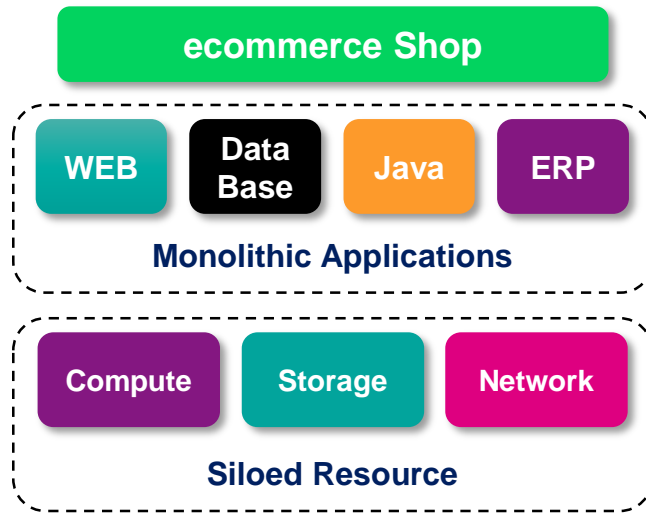 ecommerce Shop
WEB
Data
Base
Java
ERP
Monolithic Applications
Compute
Storage
Network
Siloed Resource